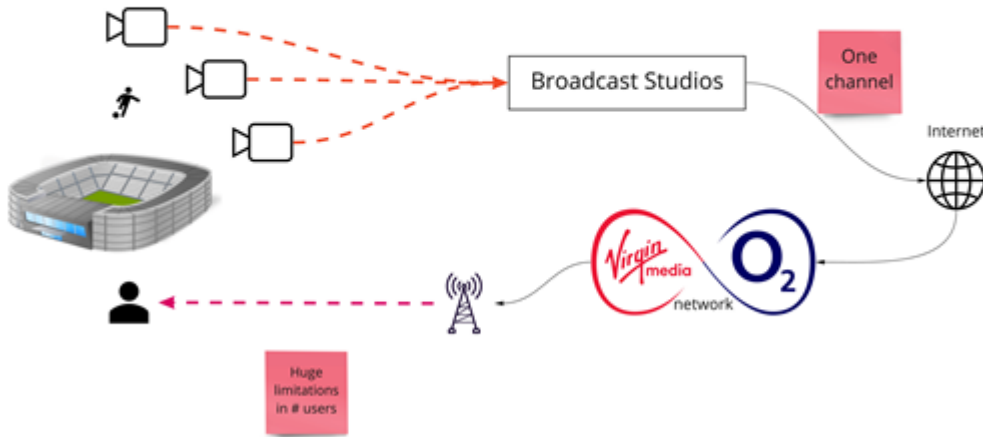 One
channel
Broadcast Studios
Internet
Virgin
media
O2
network
Huge
limitations
in # users